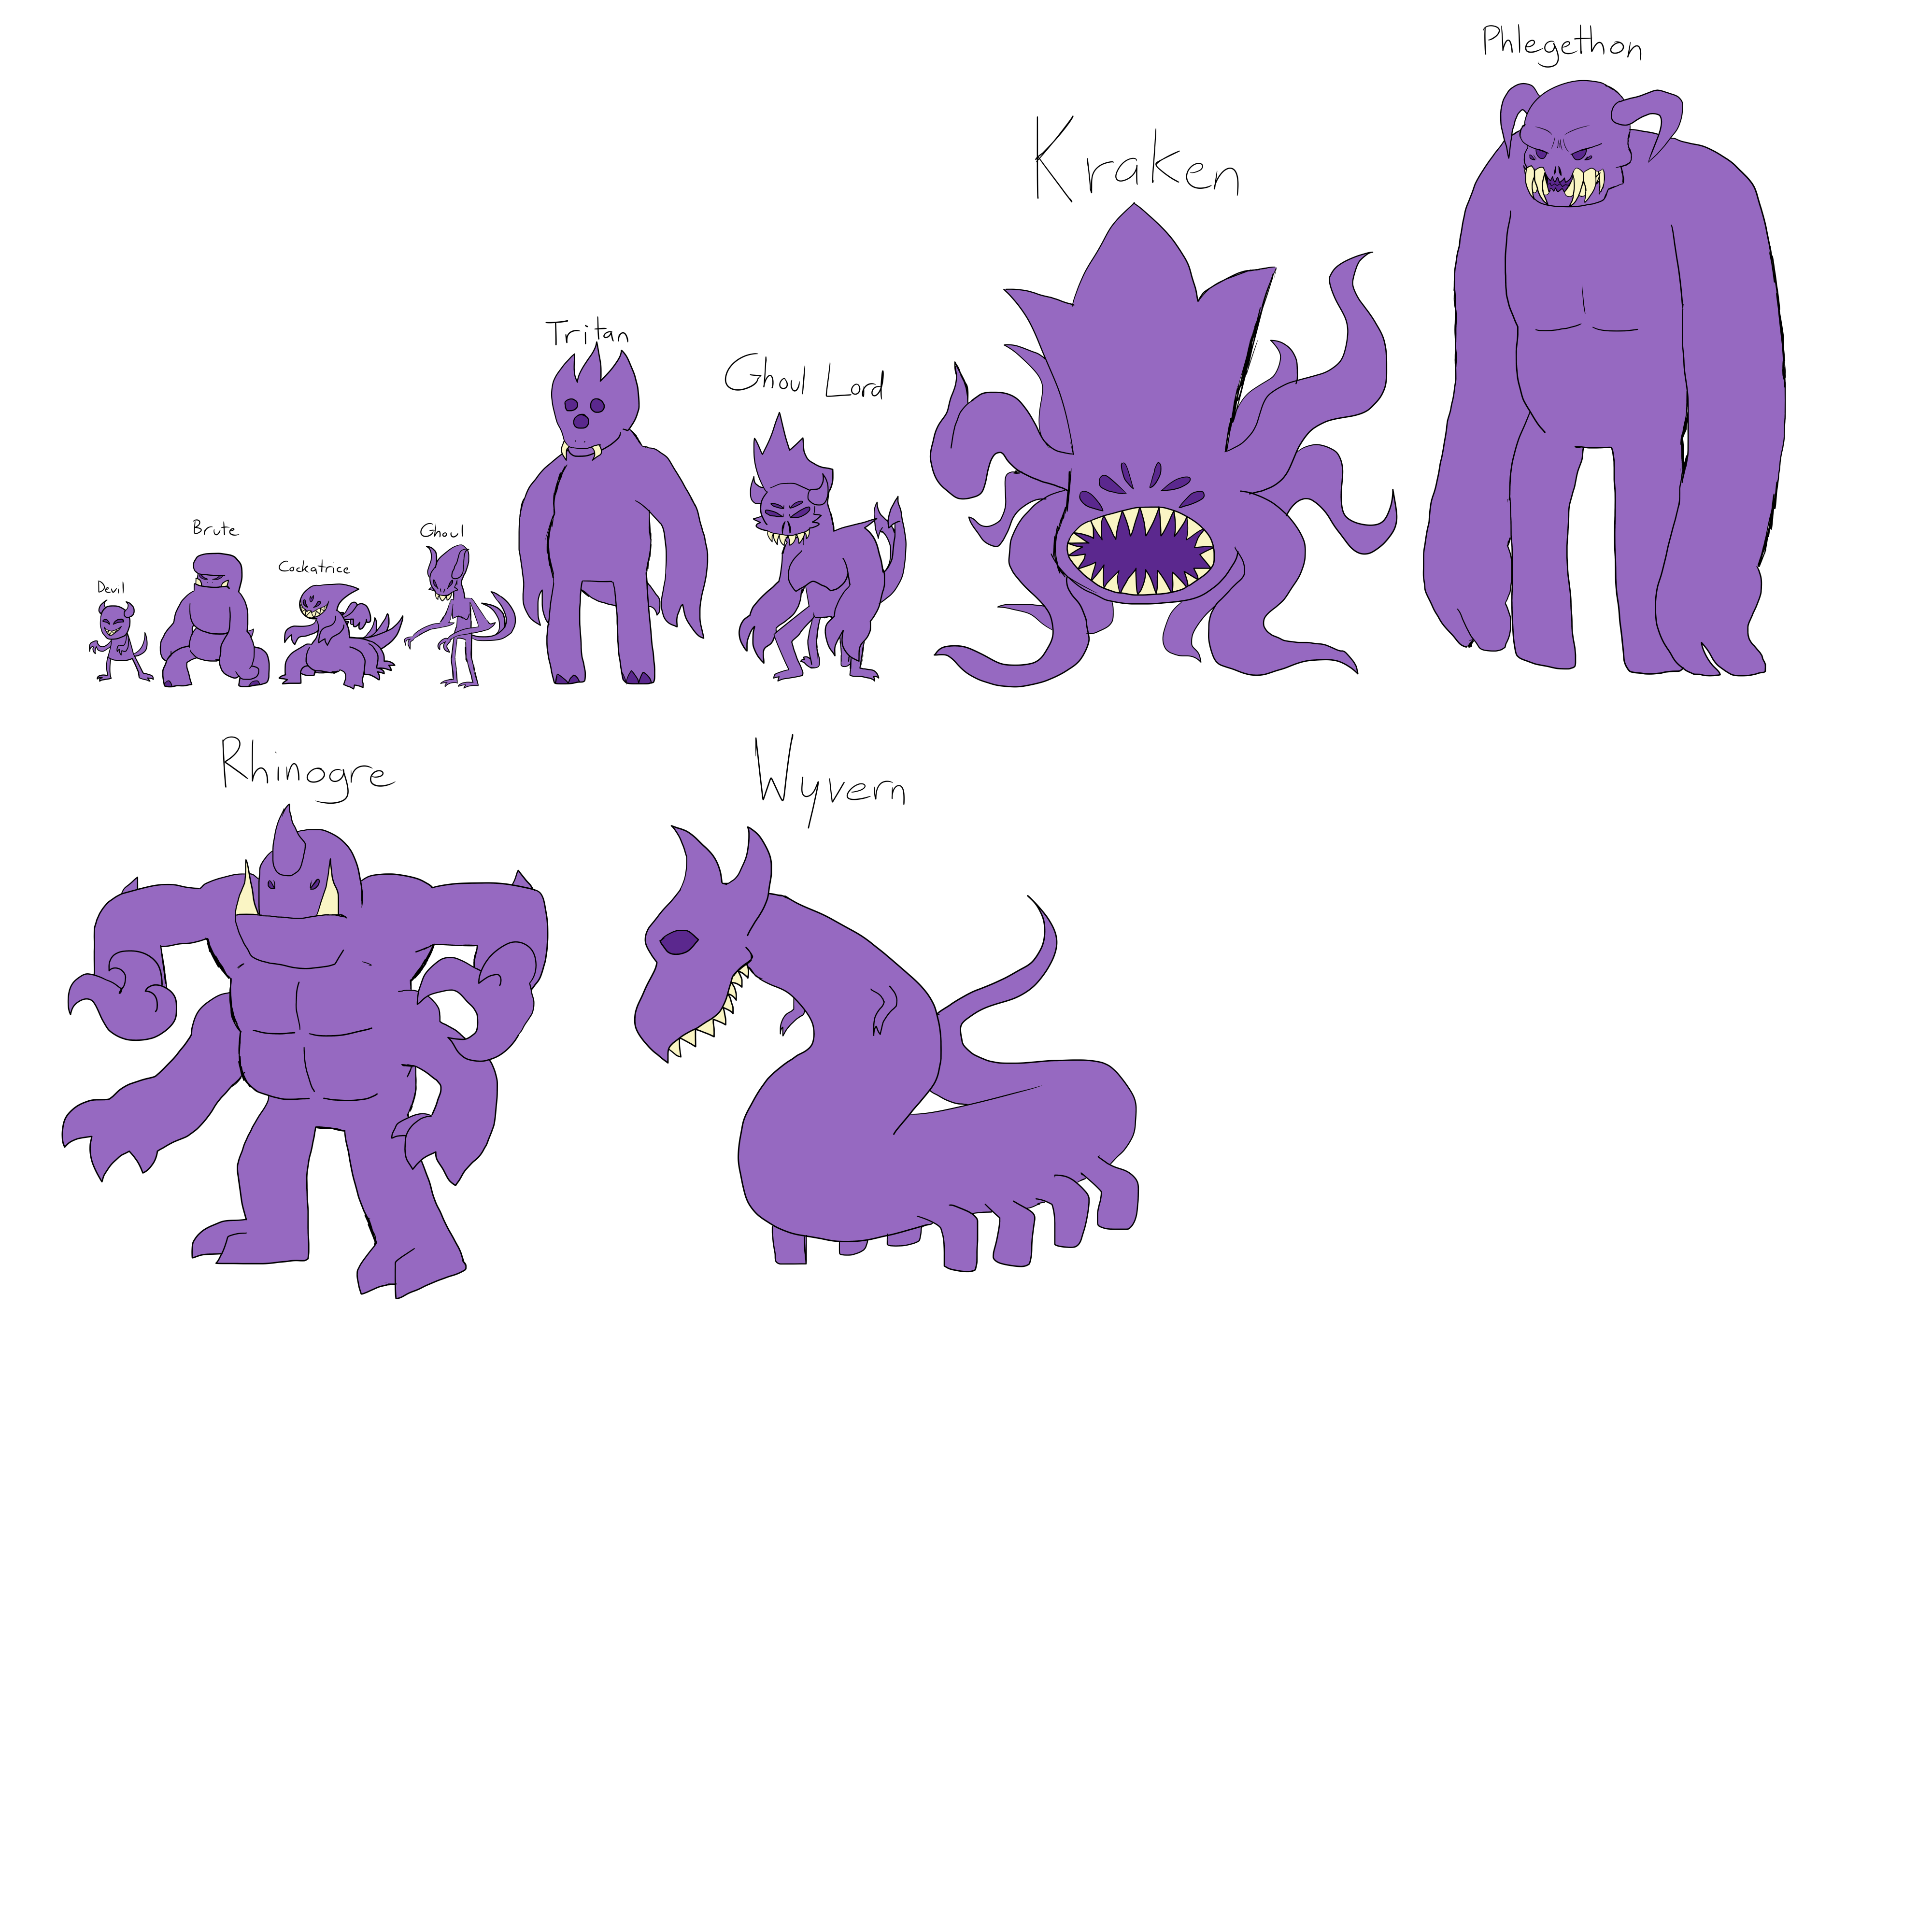 Devil
Brute
Cockatrice
Ghoul
Tritan
Ghoul Lord
Kraken
Phlegethon
Rhinogre
Wyvern